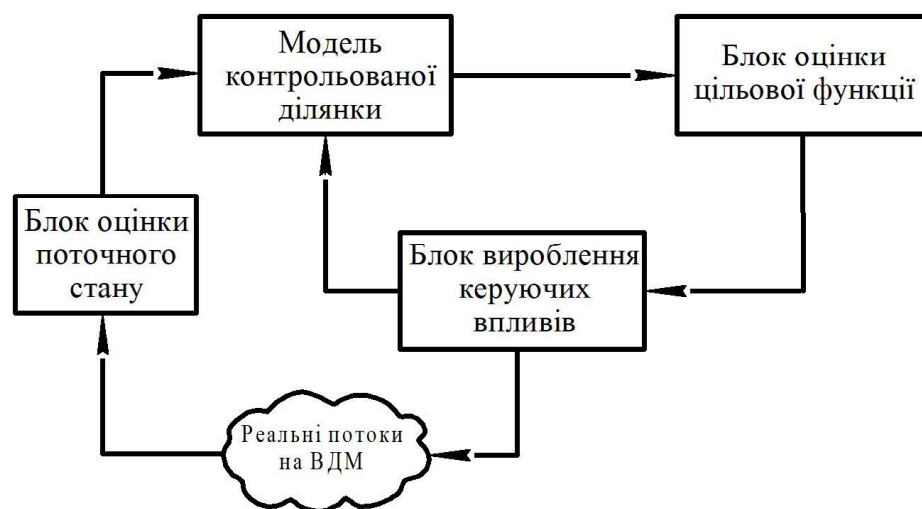 Модель
контрольованої
ділянки
Блок оцінки
цільової функції
Блок оцінки
поточного
стану
Блок вироблення
керуючих
впливів
Реальні потоки
на ВДМ